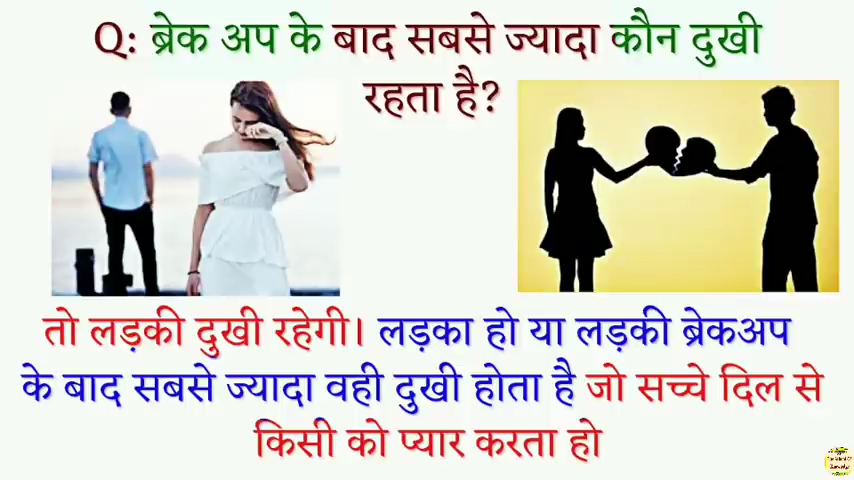 Q: ब्रेक अप के बाद सबसे ज्यादा कौन दुखी
रहता है?
तो लड़की दुखी रहेगी। लड़का हो या लड़की ब्रेकअप
के बाद सबसे ज्यादा वही दुखी होता है जो सच्चे दिल से
किसी को प्यार करता हो